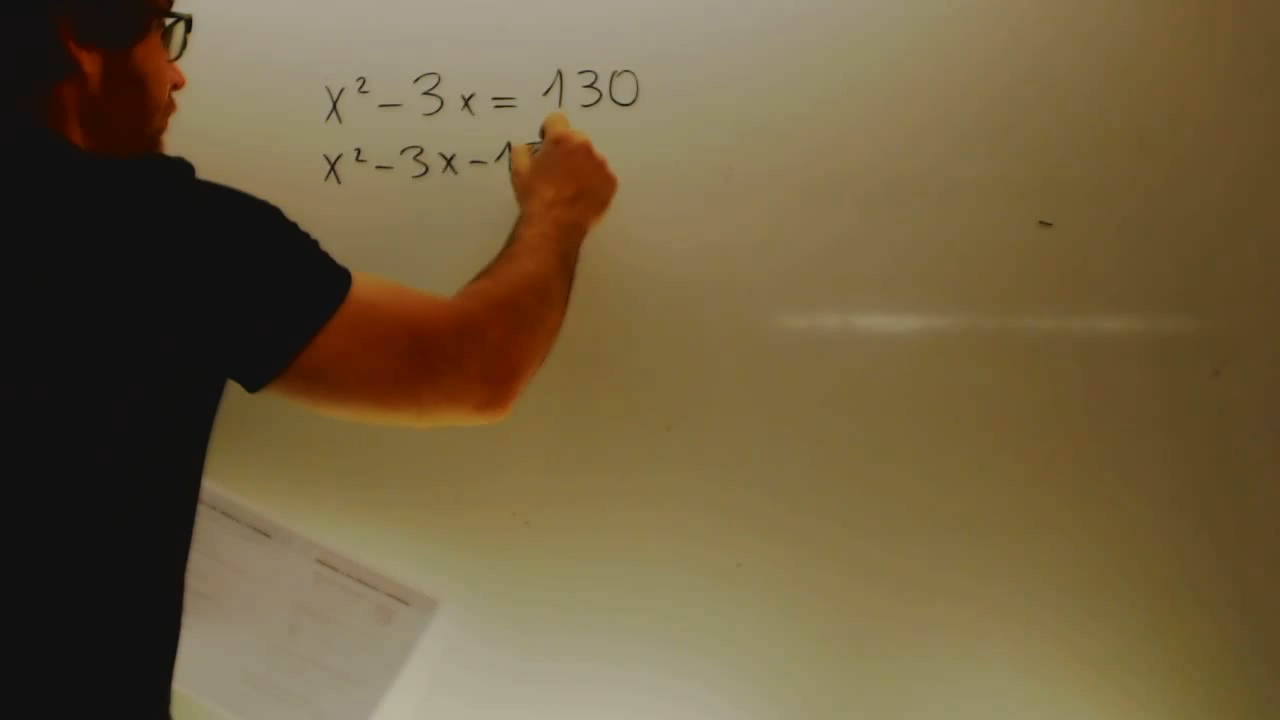 x² - 3x = 130
x² - 3x - 1